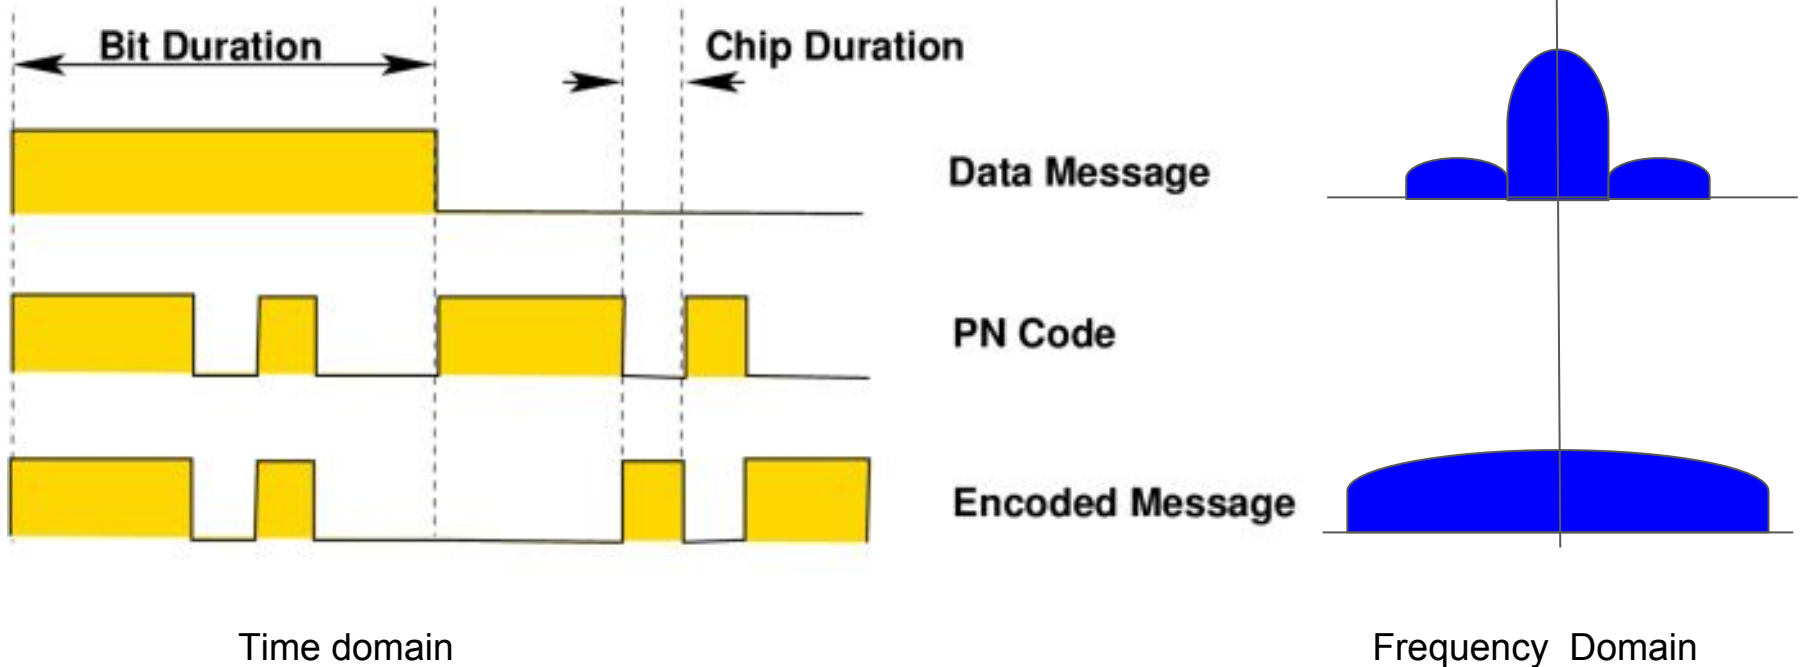 Bit Duration
Chip Duration
Data Message
PN Code
Encoded Message
Time domain
Frequency Domain